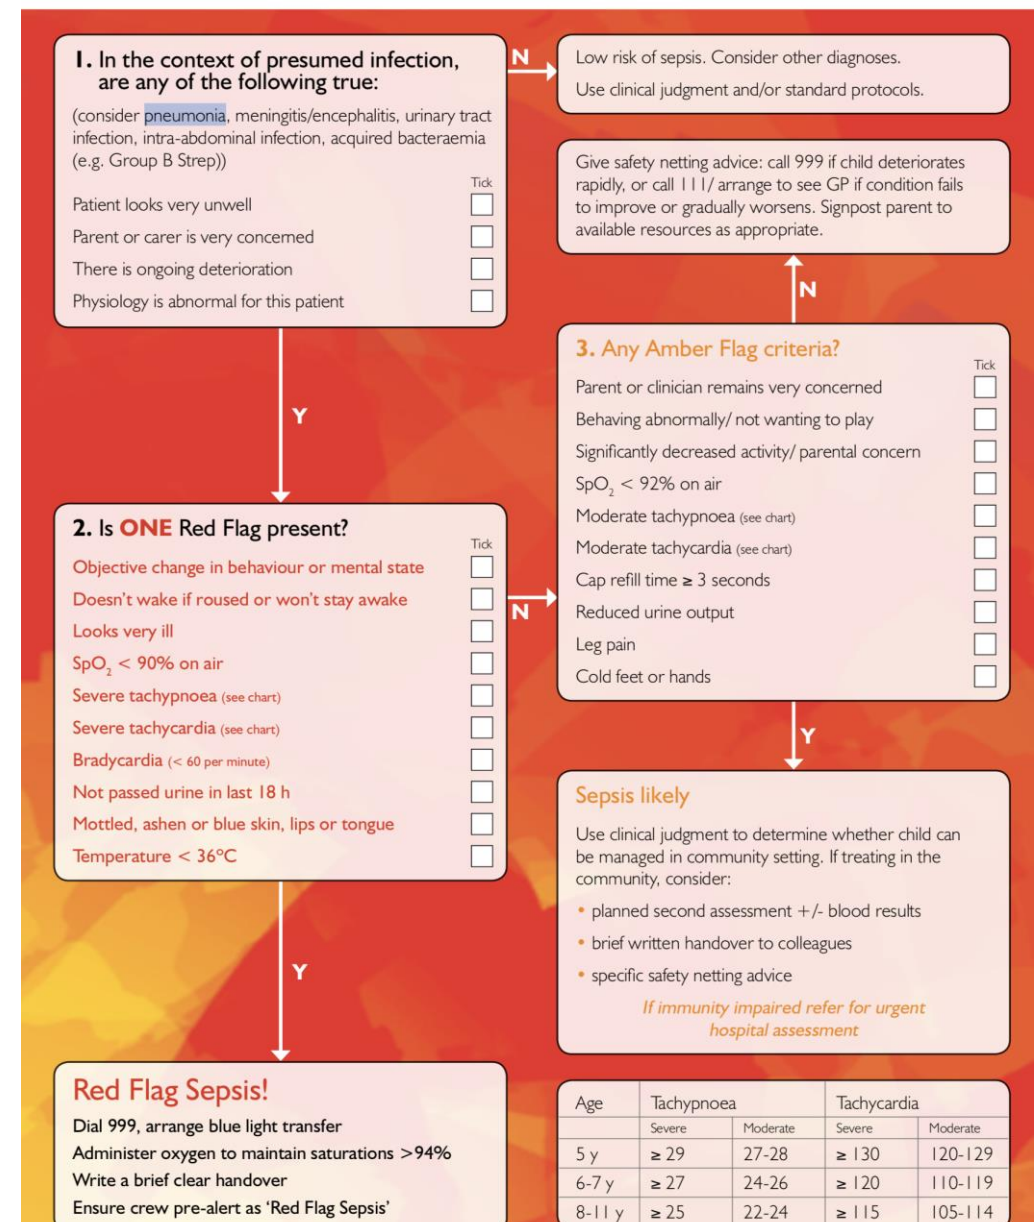 1. In the context of presumed infection,
are any of the following true:
(consider pneumonia, meningitis/encephalitis, urinary tract
infection, intra-abdominal infection, acquired bacteraemia
(e.g. Group B Strep))
Tick
Patient looks very unwell
Parent or carer is very concerned
There is ongoing deterioration
Physiology is abnormal for this patient
N
Low risk of sepsis. Consider other diagnoses.
Use clinical judgment and/or standard protocols.
Give safety netting advice: call 999 if child deteriorates
rapidly, or call 111/ arrange to see GP if condition fails
to improve or gradually worsens. Signpost parent to
available resources as appropriate.
N
Y
2. Is ONE Red Flag present?
Tick
Objective change in behaviour or mental state
Doesn't wake if roused or won't stay awake
Looks very ill
SpO₂ < 90% on air
Severe tachypnoea (see chart)
Severe tachycardia (see chart)
Bradycardia (< 60 per minute)
Not passed urine in last 18 h
Mottled, ashen or blue skin, lips or tongue
Temperature < 36ºC
N
3. Any Amber Flag criteria?
Tick
Parent or clinician remains very concerned
Behaving abnormally/ not wanting to play
Significantly decreased activity/ parental concern
SpO₂ < 92% on air
Moderate tachypnoea (see chart)
Moderate tachycardia (see chart)
Cap refill time ≥ 3 seconds
Reduced urine output
Leg pain
Cold feet or hands
Y
Sepsis likely
Use clinical judgment to determine whether child can
be managed in community setting. If treating in the
community, consider:
• planned second assessment +/- blood results
• brief written handover to colleagues
• specific safety netting advice
If immunity impaired refer for urgent
hospital assessment
Y
Red Flag Sepsis!
Dial 999, arrange blue light transfer
Administer oxygen to maintain saturations >94%
Write a brief clear handover
Ensure crew pre-alert as 'Red Flag Sepsis'
Age Tachypnoea Tachycardia
Severe Moderate Severe Moderate
5 y ≥ 29 27-28 ≥ 130 120-129
6-7 y ≥ 27 24-26 ≥ 120 110-119
8-11 y ≥ 25 22-24 ≥ 115 105-114